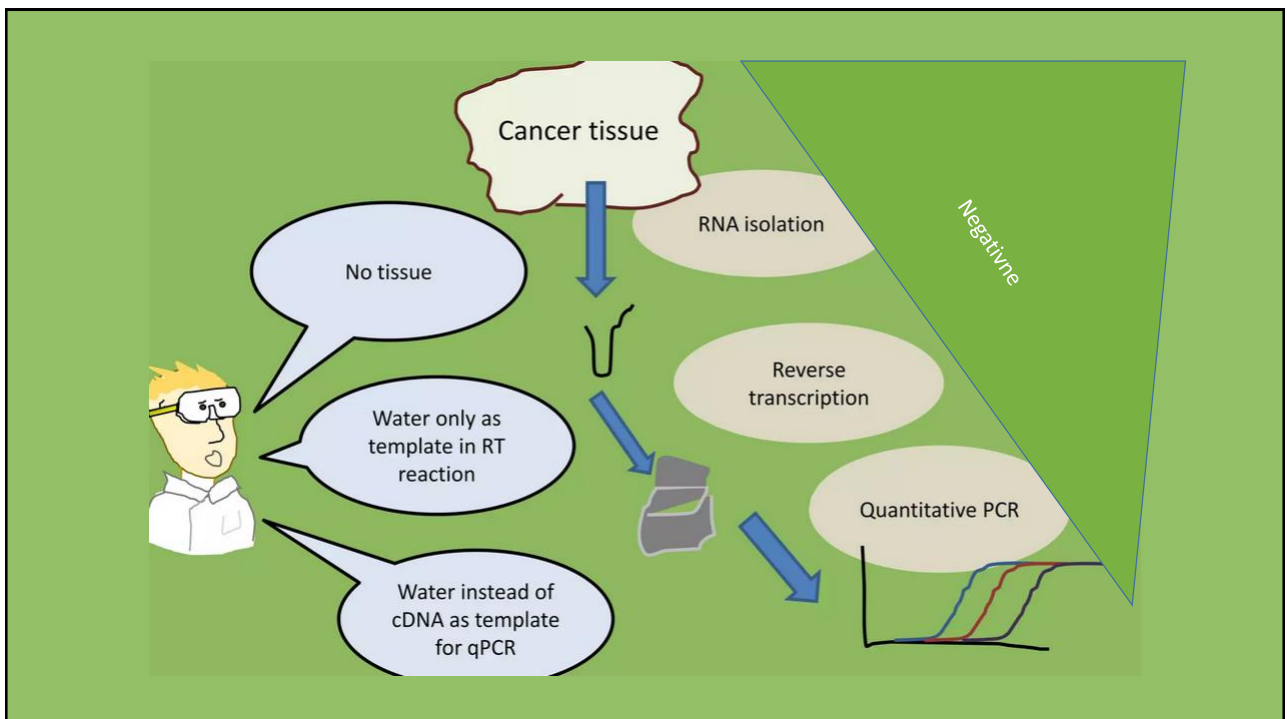 Cancer tissue
RNA isolation
Negativne
No tissue
Reverse
transcription
Water only as
template in RT
reaction
Quantitative PCR
Water instead of
cDNA as template
for qPCR